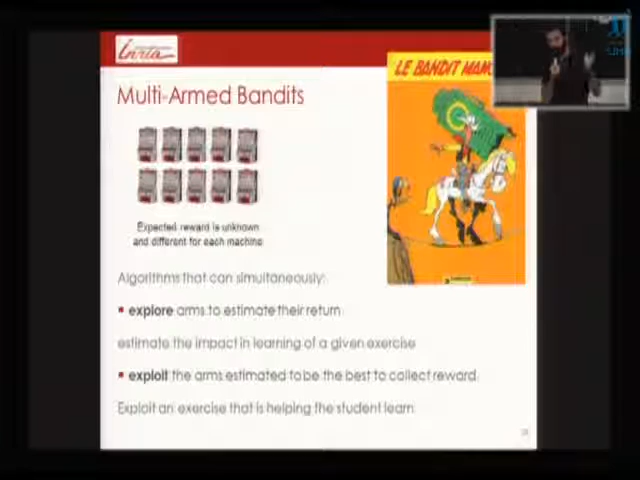 Inria
Multi-Armed Bandits
LE BANDIT
Expected reward is unknown
and different for each machine
Algorithms that can simultaneously:
▪ explore arms to estimate their return
estimate the impact in learning of a given exercise
▪ exploit the arms estimated to be the best to collect reward.
Exploit an exercise that is helping the student learn